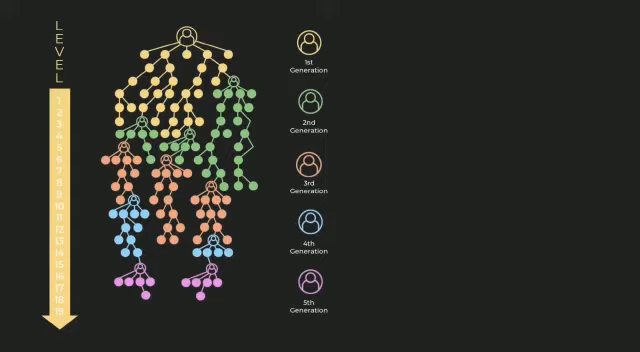 LEVEL
1
2
3
4
5
6
7
8
9
10
11
12
13
14
15
16
17
18
19
1st
Generation
2nd
Generation
3rd
Generation
4th
Generation
5th
Generation